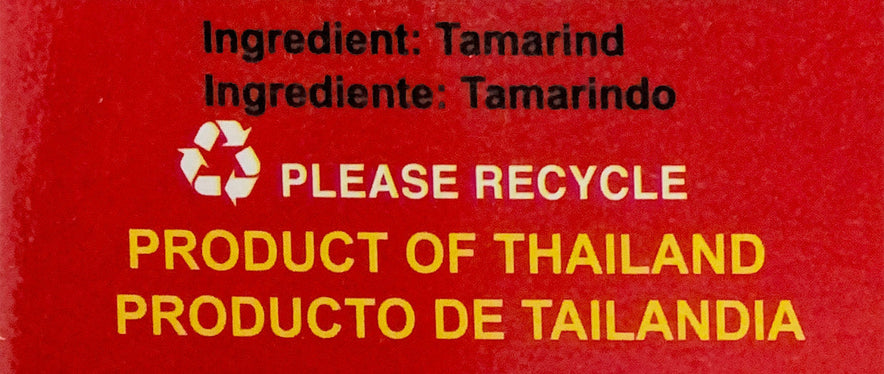 Ingredient: Tamarind
Ingrediente: Tamarindo
PLEASE RECYCLE
PRODUCT OF THAILAND
PRODUCTO DE TAILANDIA